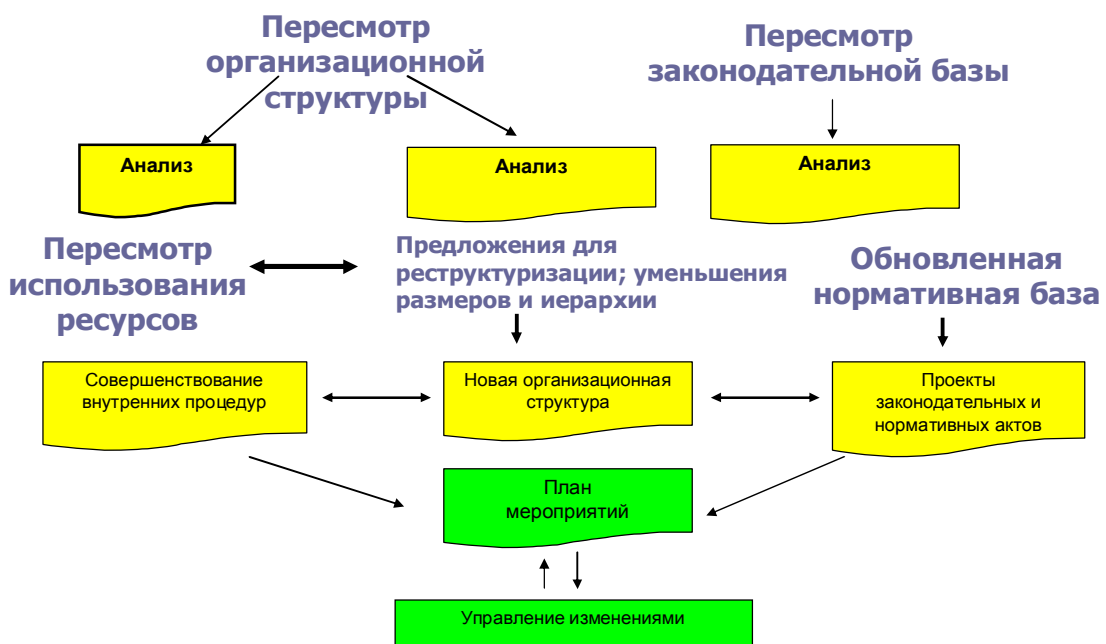 Пересмотр
организационной
структуры
Пересмотр
законодательной базы
Анализ
Анализ
Анализ
Пересмотр
использования
ресурсов
Предложения для
реструктуризации; уменьшения
размеров и иерархии
Обновленная
нормативная база
Совершенствование
внутренних процедур
Новая организационная
структура
Проекты
законодательных и
нормативных актов
План
мероприятий
Управление изменениями